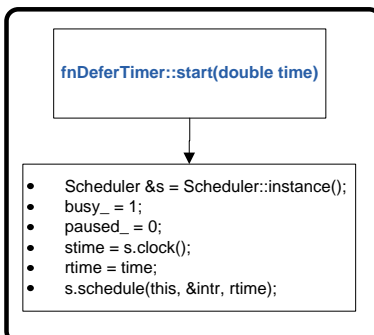 fnDeferTimer::start(double time)
• Scheduler &s = Scheduler::instance();
• busy_ = 1;
• paused_ = 0;
• stime = s.clock();
• rtime = time;
• s.schedule(this, &intr, rtime);